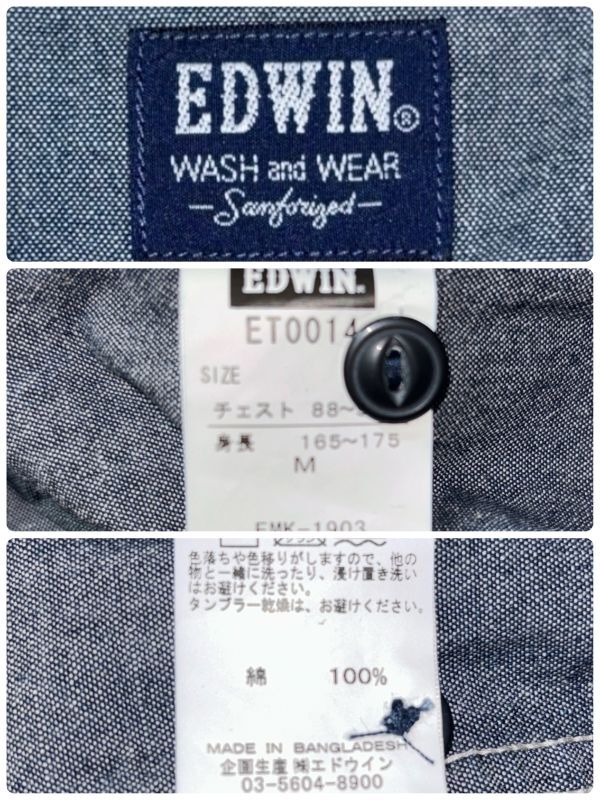 EDWIN®
WASH and WEAR
Sanforized
EDWIN.
ET0014
SIZE
チェスト 88~
身長 165~175
M
EMK-1903
色落ちや色移りがしますので、他の
物と一緒に洗ったり、浸け置き洗い
はお避けください。
タンブラー乾燥は、お避けください。
綿 100%
MADE IN BANGLADESH
企画生産 ㈱エドウイン
03-5604-8900